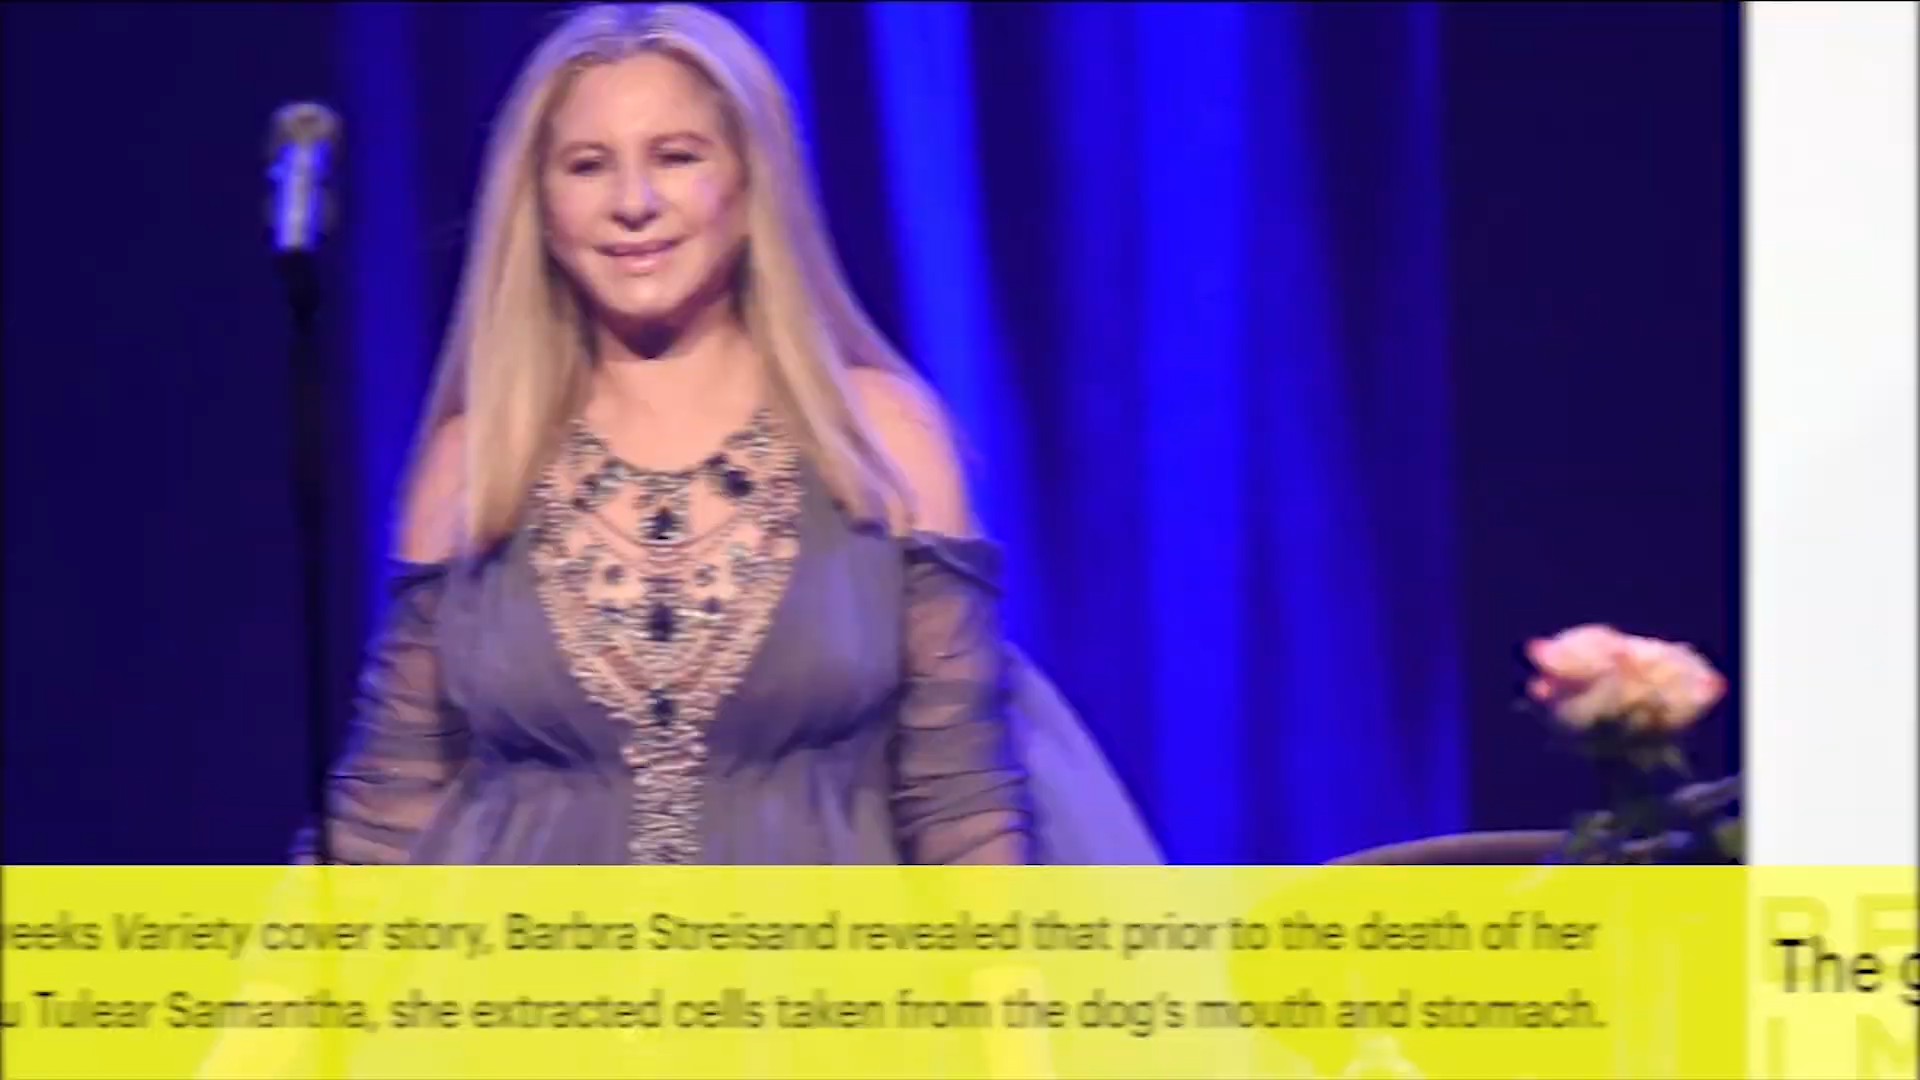 eeks Variety cover story, Barbra Streisand revealed that prior to the death of her
u Tulear Samantha, she extracted cells taken from the dog's mouth and stomach.
The g